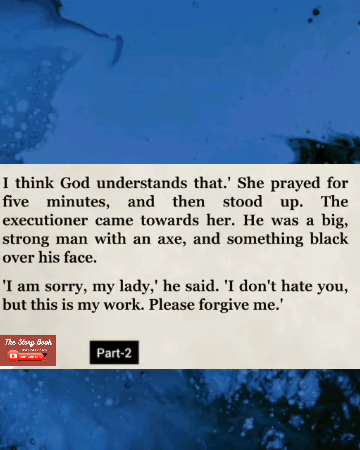 I think God understands that.' She prayed for
five minutes, and then stood up. The
executioner came towards her. He was a big,
strong man with an axe, and something black
over his face.
'I am sorry, my lady,' he said. 'I don't hate you,
but this is my work. Please forgive me.'
The Story Book
Part-2